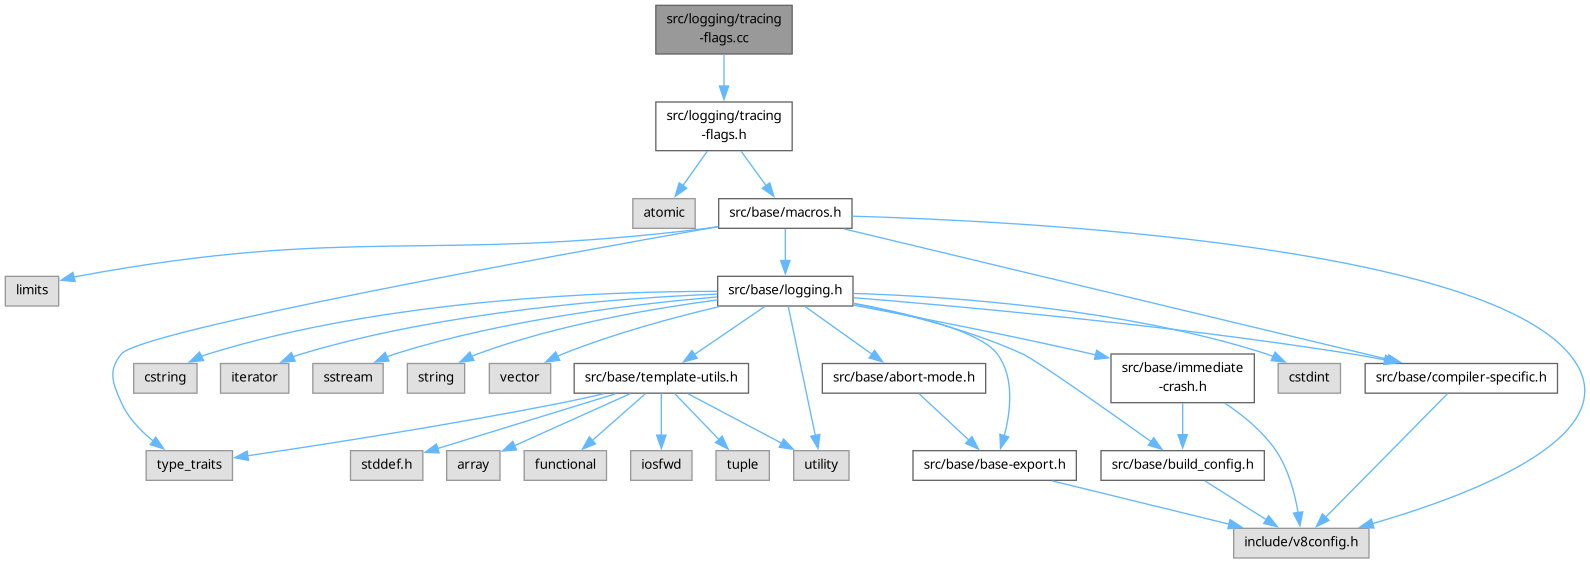 src/logging/tracing
-flags.cc
src/logging/tracing
-flags.h
atomic
src/base/macros.h
limits
src/base/logging.h
cstring
iterator
sstream
string
vector
src/base/template-utils.h
src/base/abort-mode.h
src/base/immediate
-crash.h
cstdint
src/base/compiler-specific.h
type_traits
stddef.h
array
functional
iosfwd
tuple
utility
src/base/base-export.h
src/base/build_config.h
include/v8config.h